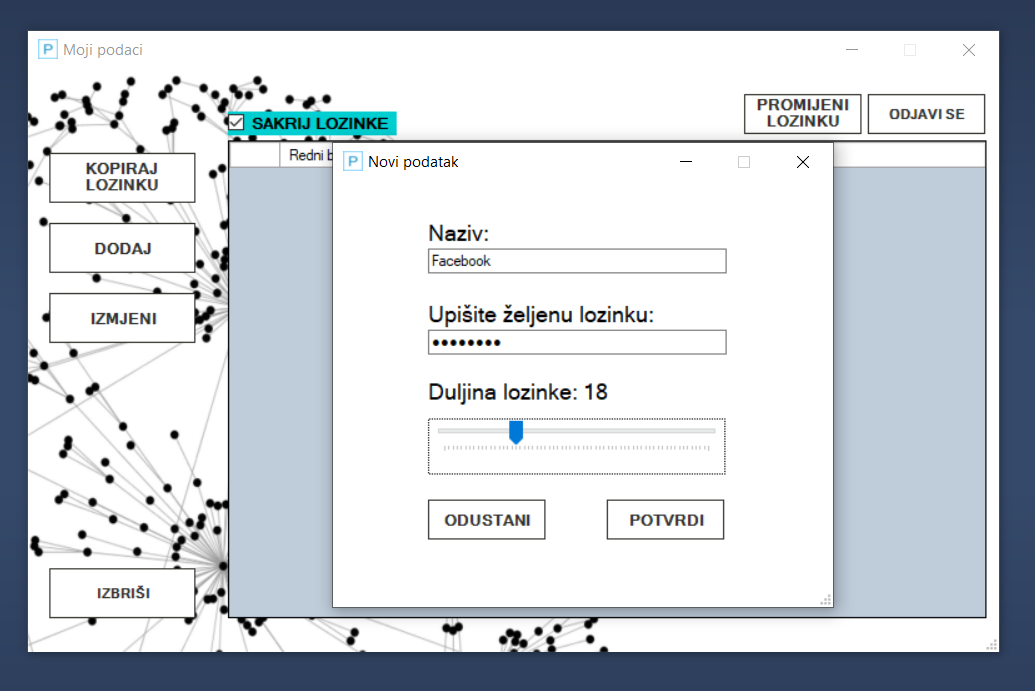 P Moji podaci
SAKRIJ LOZINKE
PROMIJENI
LOZINKU
ODJAVI SE
KOPIRAJ
LOZINKU
DODAJ
IZMJENI
IZBRIŠI
Redni b
P Novi podatak
Naziv:
Facebook
Upišite željenu lozinku:
••••••••
Duljina lozinke: 18
ODUSTANI
POTVRDI